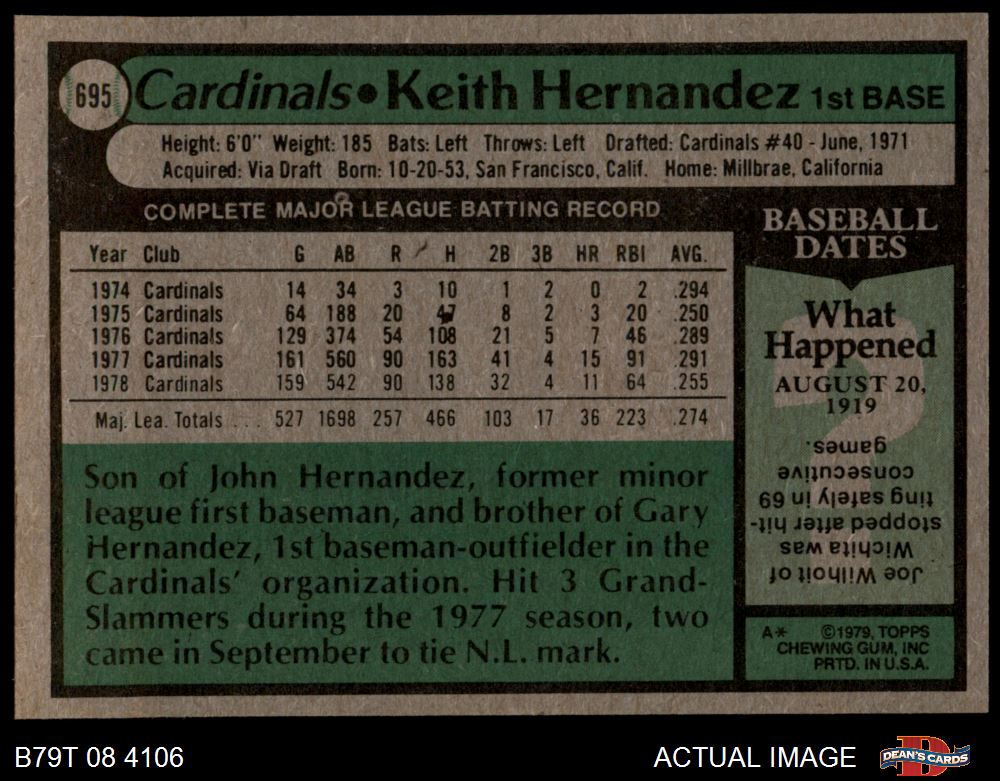 695 Cardinals • Keith Hernandez 1st BASE
Height: 6'0" Weight: 185 Bats: Left Throws: Left Drafted: Cardinals #40 - June, 1971
Acquired: Via Draft Born: 10-20-53, San Francisco, Calif. Home: Millbrae, California
COMPLETE MAJOR LEAGUE BATTING RECORD
Year Club G AB R H 2B 3B HR RBI AVG.
1974 Cardinals 14 34 3 10 1 2 0 2 .294
1975 Cardinals 64 188 20 47 8 2 3 20 .250
1976 Cardinals 129 374 54 108 21 5 7 46 .289
1977 Cardinals 161 560 90 163 41 4 15 91 .291
1978 Cardinals 159 542 90 138 32 4 11 64 .255
Maj. Lea. Totals . . . 527 1698 257 466 103 17 36 223 .274
Son of John Hernandez, former minor
league first baseman, and brother of Gary
Hernandez, 1st baseman-outfielder in the
Cardinals' organization. Hit 3 Grand-
Slammers during the 1977 season, two
came in September to tie N.L. mark.
BASEBALL
DATES
What
Happened
AUGUST 20,
1919
Joe Wilhoit of
Wichita was
stopped after hit-
ting safely in 69
consecutive
games.
A* ©1979, TOPPS
CHEWING GUM, INC
PRTD. IN U.S.A.
B79T 08 4106
ACTUAL IMAGE
DEAN'S CARDS